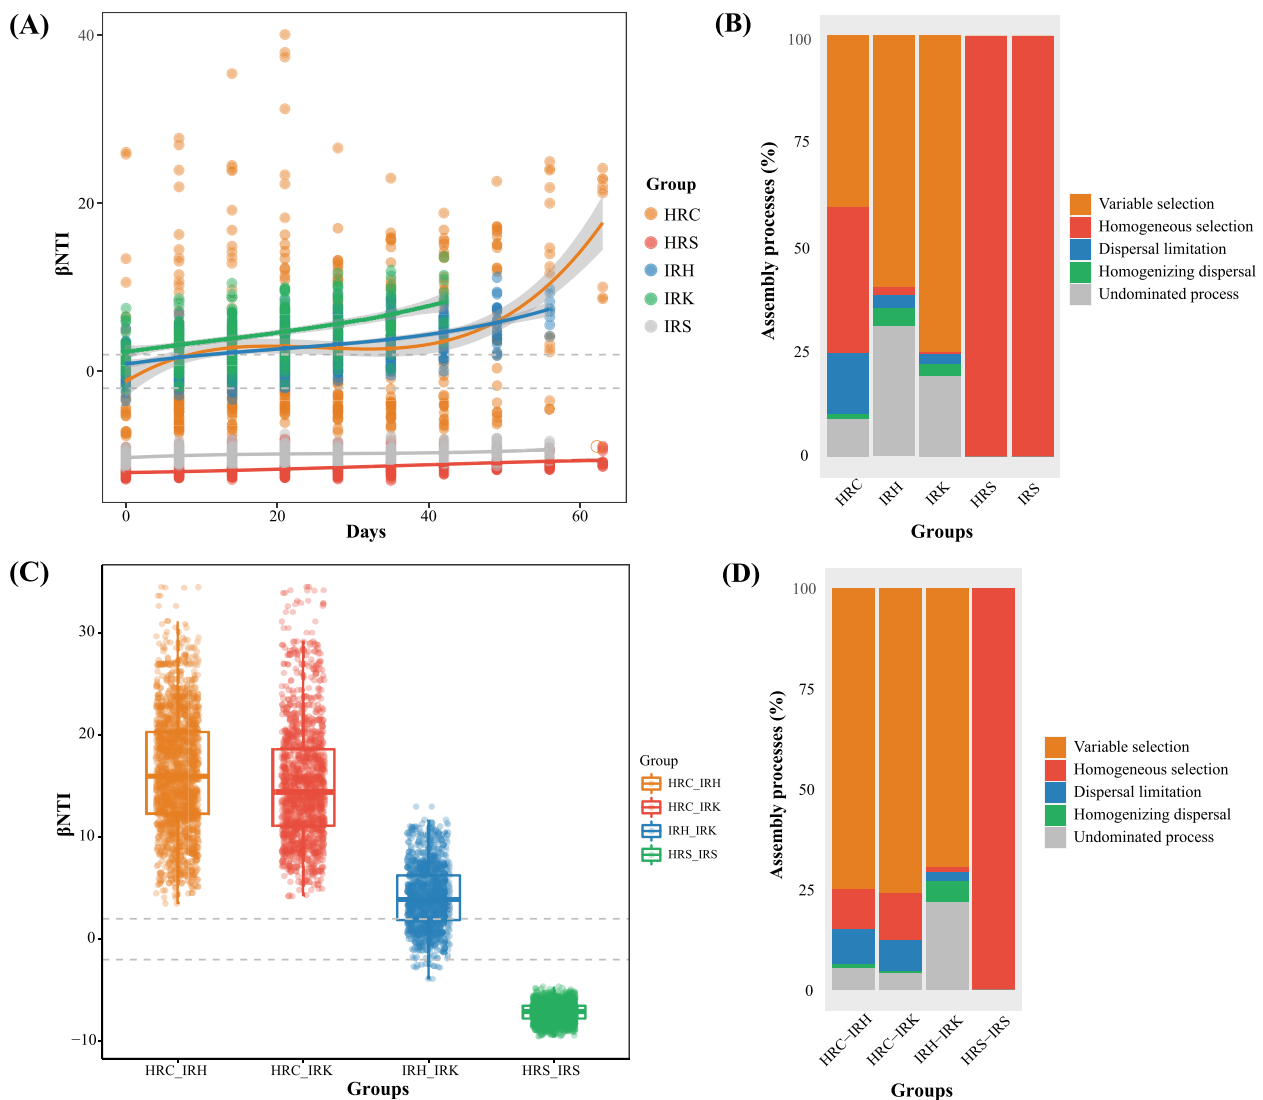 (A)
βNTI
40
20
0
0
20
40
60
Days
Group
HRC
HRS
IRH
IRK
IRS
(B)
Assembly processes (%)
100
75
50
25
0
HRC
IRH
IRK
HRS
IRS
Groups
Variable selection
Homogeneous selection
Dispersal limitation
Homogenizing dispersal
Undominated process
(C)
βNTI
30
20
10
0
−10
HRC_IRH
HRC_IRK
IRH_IRK
HRS_IRS
Groups
Group
HRC_IRH
HRC_IRK
IRH_IRK
HRS_IRS
(D)
Assembly processes (%)
100
75
50
25
0
HRC−IRH
HRC−IRK
IRH−IRK
HRS−IRS
Groups
Variable selection
Homogeneous selection
Dispersal limitation
Homogenizing dispersal
Undominated process